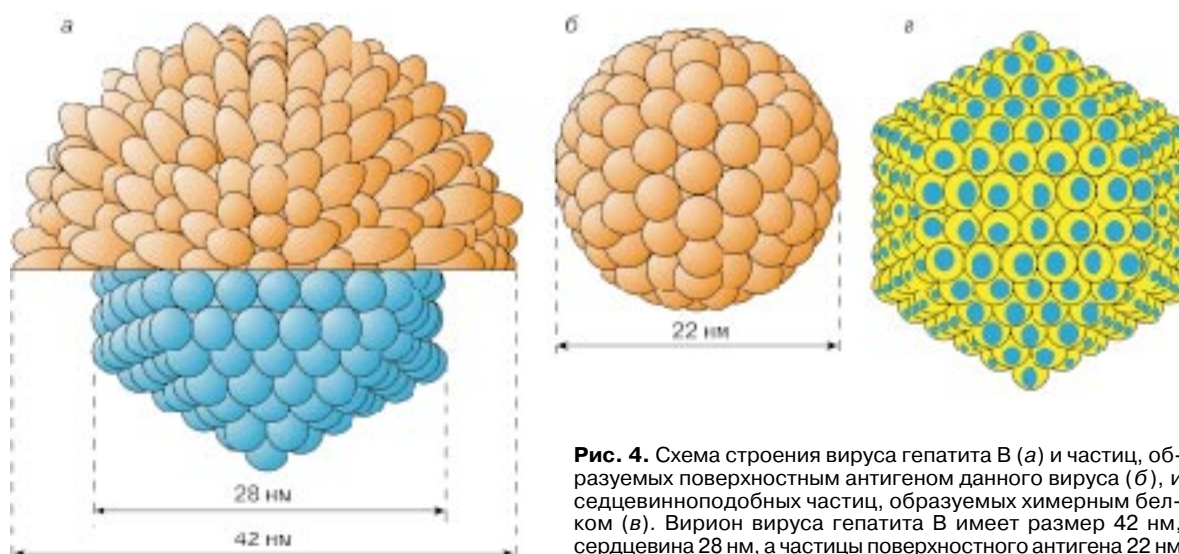 а
б
в
22 нм
28 нм
42 нм
Рис. 4. Схема строения вируса гепатита В (а) и частиц, об-
разуемых поверхностным антигеном данного вируса (б), и
седцевинноподобных частиц, образуемых химерным бел-
ком (в). Вирион вируса гепатита В имеет размер 42 нм,
сердцевина 28 нм, а частицы поверхностного антигена 22 нм